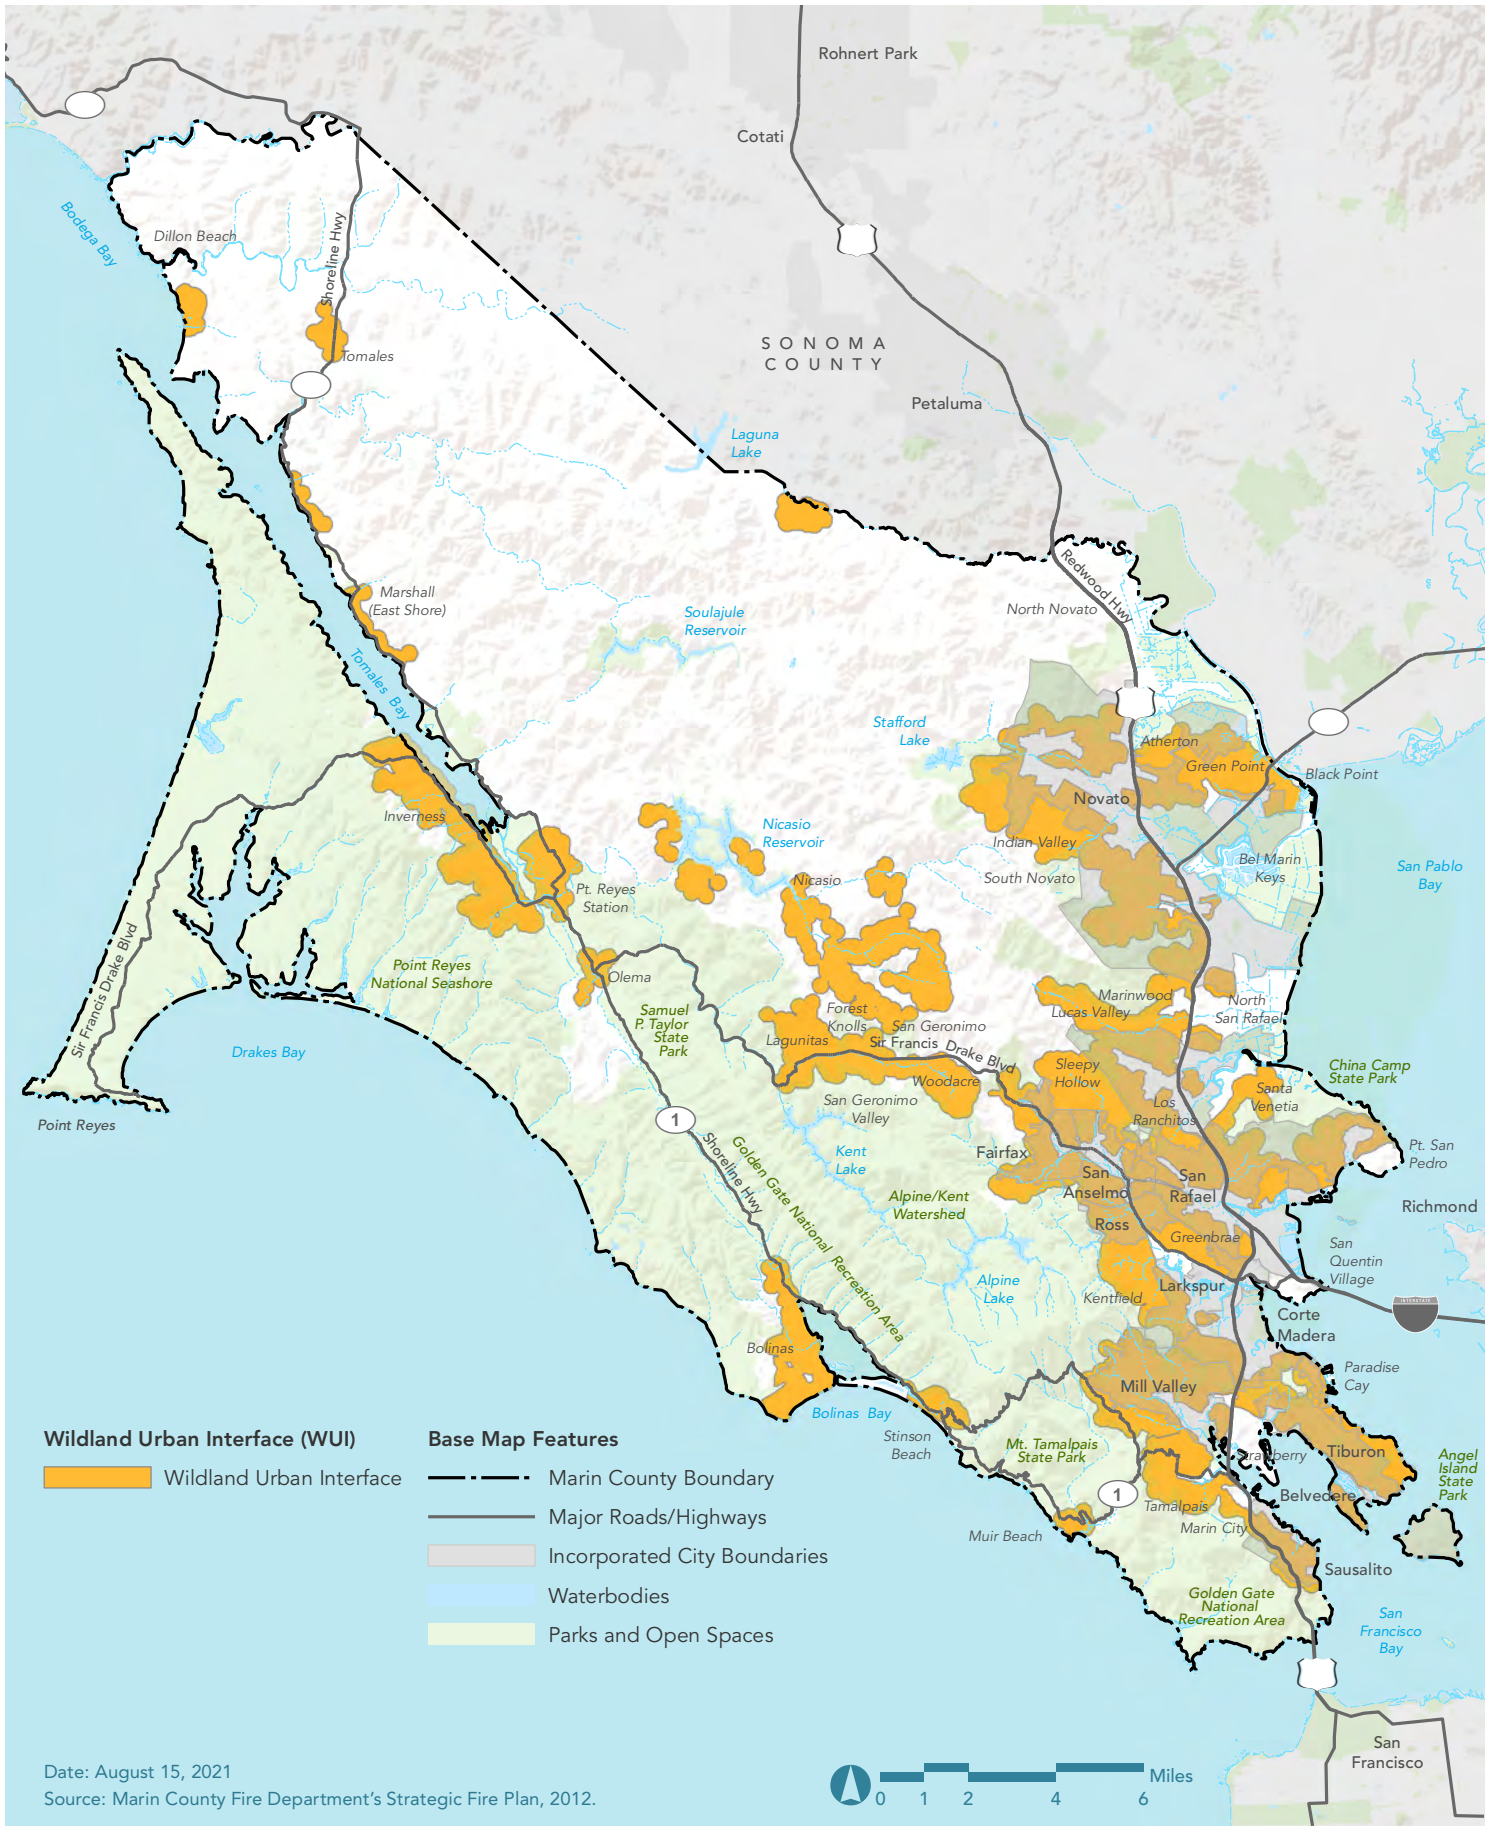 Rohnert Park
Cotati
Bodega Bay
Dillon Beach
Shoreline Hwy
Tomales
SONOMA
COUNTY
Petaluma
Laguna
Lake
Marshall
(East Shore)
Soulajule
Reservoir
North Novato
Redwood Hwy
Tomales Bay
Stafford
Lake
Atherton
Green Point
Black Point
Novato
Inverness
Nicasio
Reservoir
Indian Valley
South Novato
Bel Marin
Keys
San Pablo
Bay
Nicasio
Pt. Reyes
Station
Sir Francis Drake Blvd
Point Reyes
National Seashore
Olema
Samuel
P. Taylor
State
Park
Forest
Knolls
San Geronimo
Lagunitas
Sir Francis Drake Blvd
Marinwood
Lucas Valley
North
San Rafael
Drakes Bay
Woodacre
Sleepy
Hollow
China Camp
State Park
Santa
Venetia
San Geronimo
Valley
Los
Ranchitos
Point Reyes
1
Shoreline Hwy
Golden Gate National Recreation Area
Kent
Lake
Fairfax
San
Anselmo
San
Rafael
Pt. San
Pedro
Alpine/Kent
Watershed
Ross
Richmond
Greenbrae
San
Quentin
Village
Alpine
Lake
Kentfield
Larkspur
INTERSTATE
Corte
Madera
Bolinas
Paradise
Cay
Mill Valley
Bolinas Bay
Stinson
Beach
Mt. Tamalpais
State Park
Strawberry
Tiburon
Angel
Island
State
Park
1
Tamalpais
Belvedere
Marin City
Muir Beach
Sausalito
Golden Gate
National
Recreation Area
San
Francisco
Bay
San
Francisco
Wildland Urban Interface (WUI)
Wildland Urban Interface
Base Map Features
Marin County Boundary
Major Roads/Highways
Incorporated City Boundaries
Waterbodies
Parks and Open Spaces
Date: August 15, 2021
Source: Marin County Fire Department's Strategic Fire Plan, 2012.
0 1 2 4 6 Miles